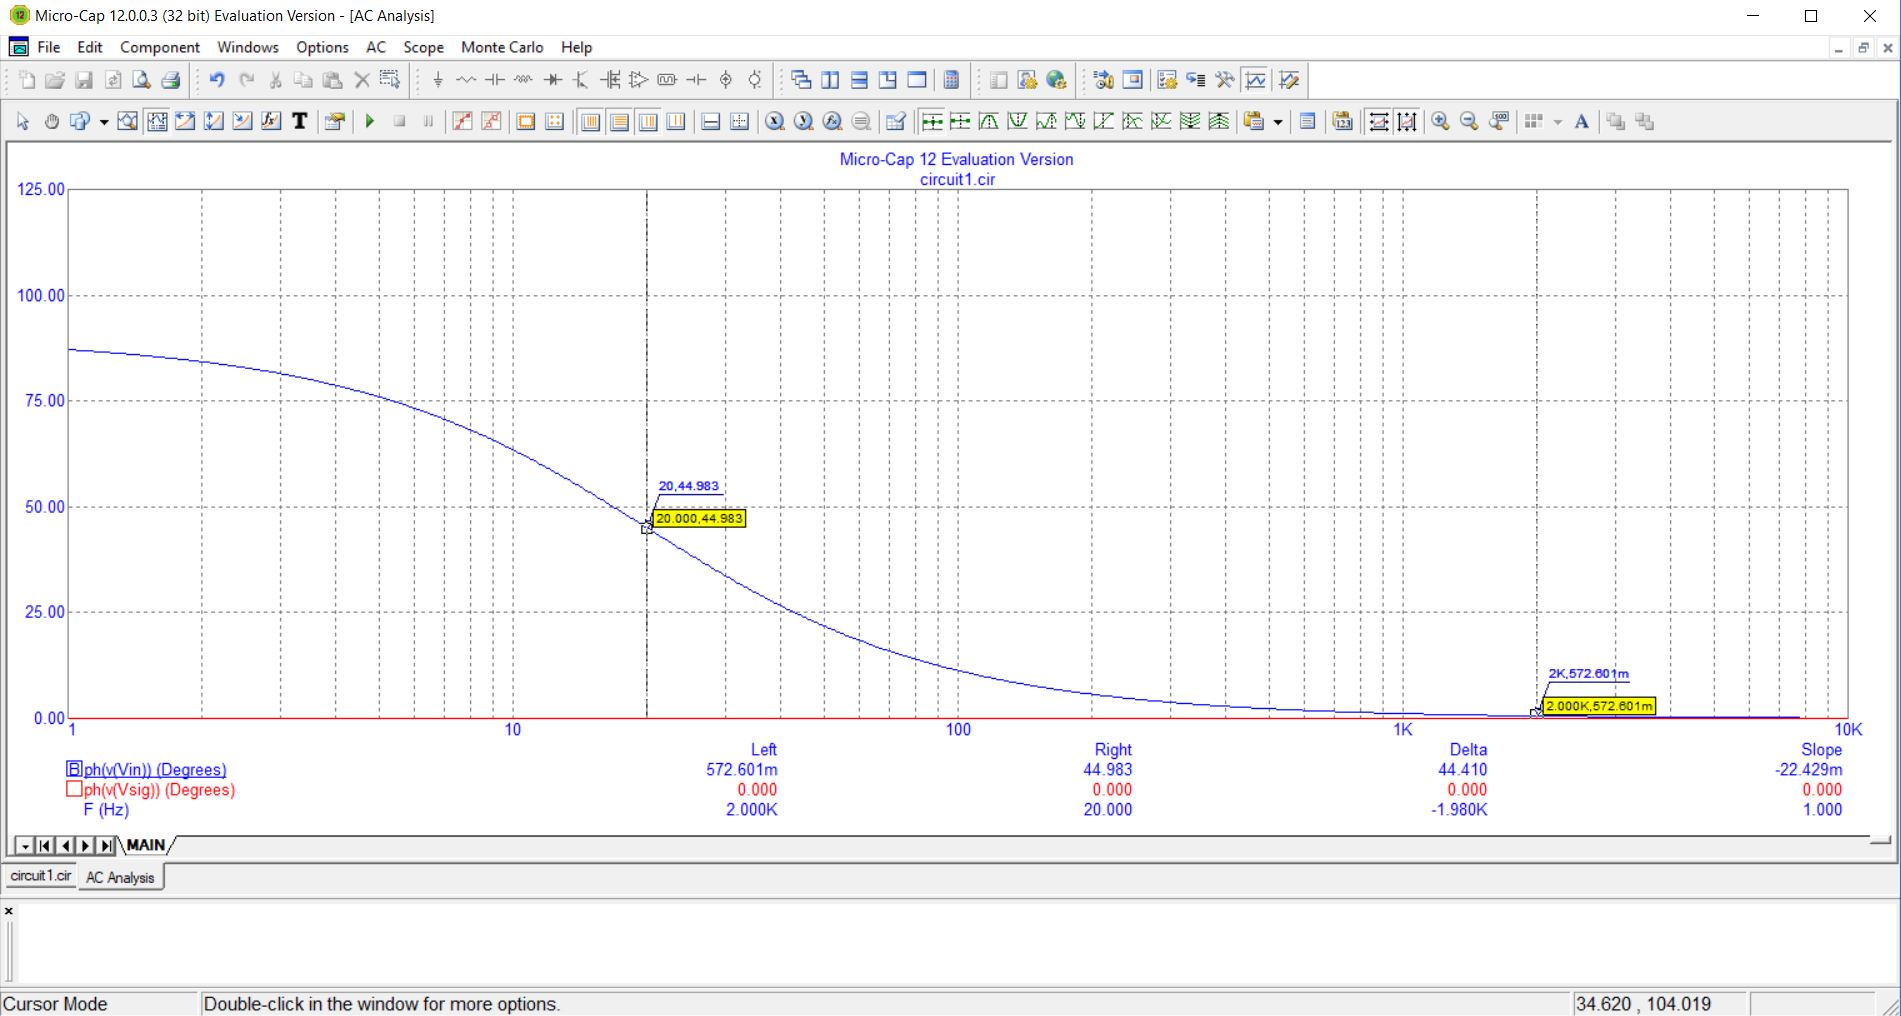 Micro-Cap 12.0.0.3 (32 bit) Evaluation Version - [AC Analysis]
File Edit Component Windows Options AC Scope Monte Carlo Help
Micro-Cap 12 Evaluation Version
circuit1.cir
125.00
100.00
75.00
50.00
25.00
0.00
20,44.983
20.000,44.983
2K,572.601m
2.000K,572.601m
1 10 100 1K 10K
Left Right Delta Slope
B ph(v(Vin)) (Degrees) 572.601m 44.983 44.410 -22.429m
ph(v(Vsig)) (Degrees) 0.000 0.000 0.000 0.000
F (Hz) 2.000K 20.000 -1.980K 1.000
MAIN
circuit1.cir AC Analysis
Cursor Mode Double-click in the window for more options. 34.620 , 104.019